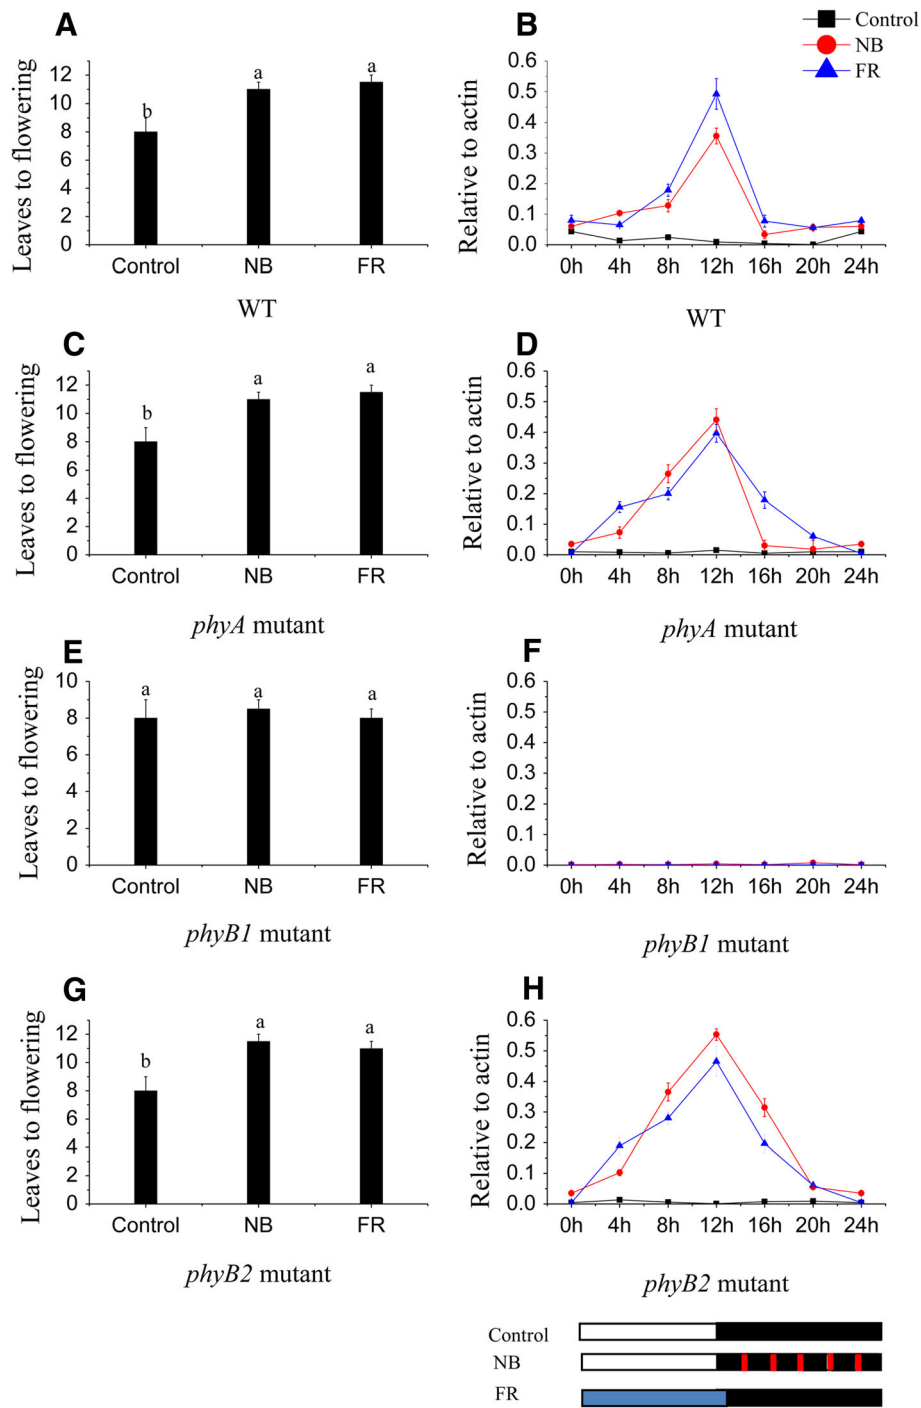 A
Leaves to flowering
12
10
8
6
4
2
0
b
a
a
Control NB FR
WT
B
Control
NB
FR
Relative to actin
0.6
0.5
0.4
0.3
0.2
0.1
0.0
0h 4h 8h 12h 16h 20h 24h
WT
C
Leaves to flowering
12
10
8
6
4
2
0
b
a
a
Control NB FR
phyA mutant
D
Relative to actin
0.6
0.5
0.4
0.3
0.2
0.1
0.0
0h 4h 8h 12h 16h 20h 24h
phyA mutant
E
Leaves to flowering
10
8
6
4
2
0
a
a
a
Control NB FR
phyB1 mutant
F
Relative to actin
0.6
0.5
0.4
0.3
0.2
0.1
0.0
0h 4h 8h 12h 16h 20h 24h
phyB1 mutant
G
Leaves to flowering
12
10
8
6
4
2
0
b
a
a
Control NB FR
phyB2 mutant
H
Relative to actin
0.6
0.5
0.4
0.3
0.2
0.1
0.0
0h 4h 8h 12h 16h 20h 24h
phyB2 mutant
Control
NB
FR